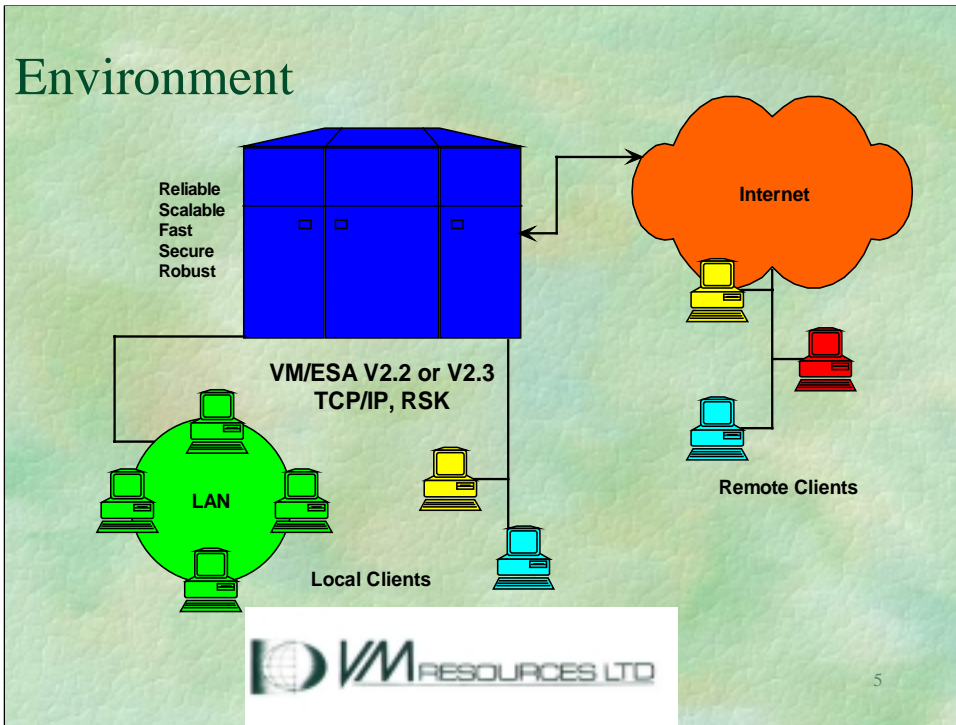 Environment
Reliable
Scalable
Fast
Secure
Robust
Internet
VM/ESA V2.2 or V2.3
TCP/IP, RSK
LAN
Remote Clients
Local Clients
VM RESOURCES LTD
5